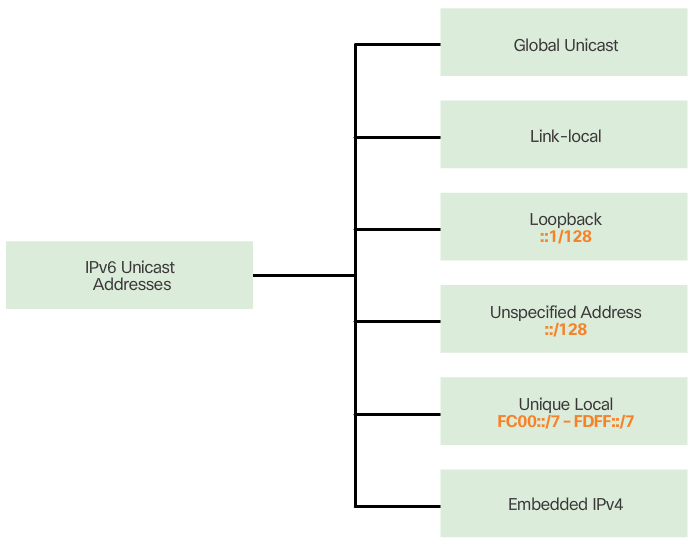 Global Unicast
Link-local
Loopback
::1/128
IPv6 Unicast
Addresses
Unspecified Address
::/128
Unique Local
FC00::/7 – FDFF::/7
Embedded IPv4